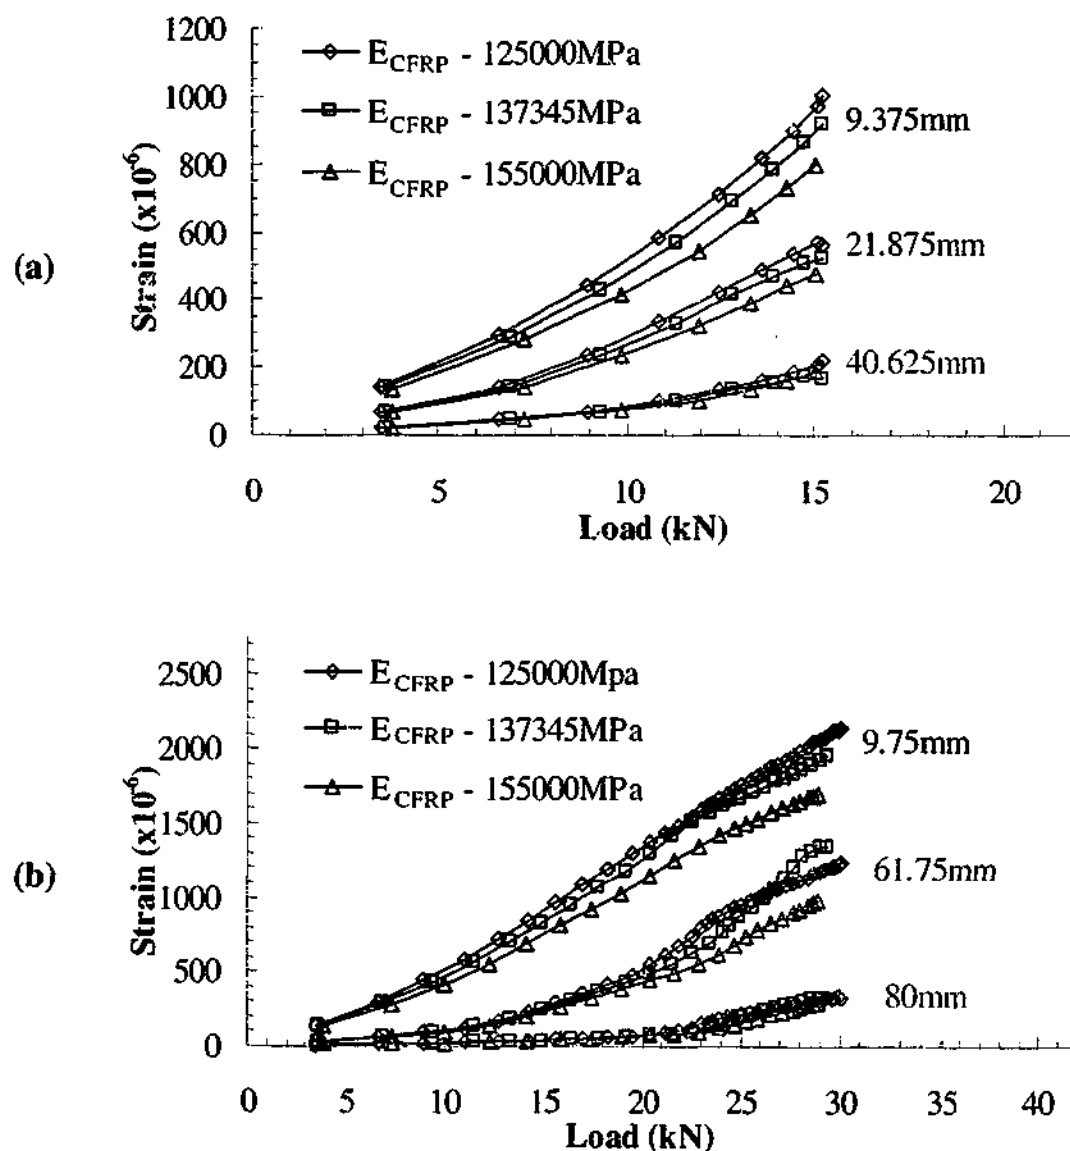 (a)
Strain (x10⁻⁶)
1200
1000
800
600
400
200
0
E_CFRP - 125000MPa
E_CFRP - 137345MPa
E_CFRP - 155000MPa
9.375mm
21.875mm
40.625mm
0 5 10 15 20
Load (kN)
(b)
Strain (x10⁻⁶)
2500
2000
1500
1000
500
0
E_CFRP - 125000Mpa
E_CFRP - 137345MPa
E_CFRP - 155000MPa
9.75mm
61.75mm
80mm
0 5 10 15 20 25 30 35 40
Load (kN)